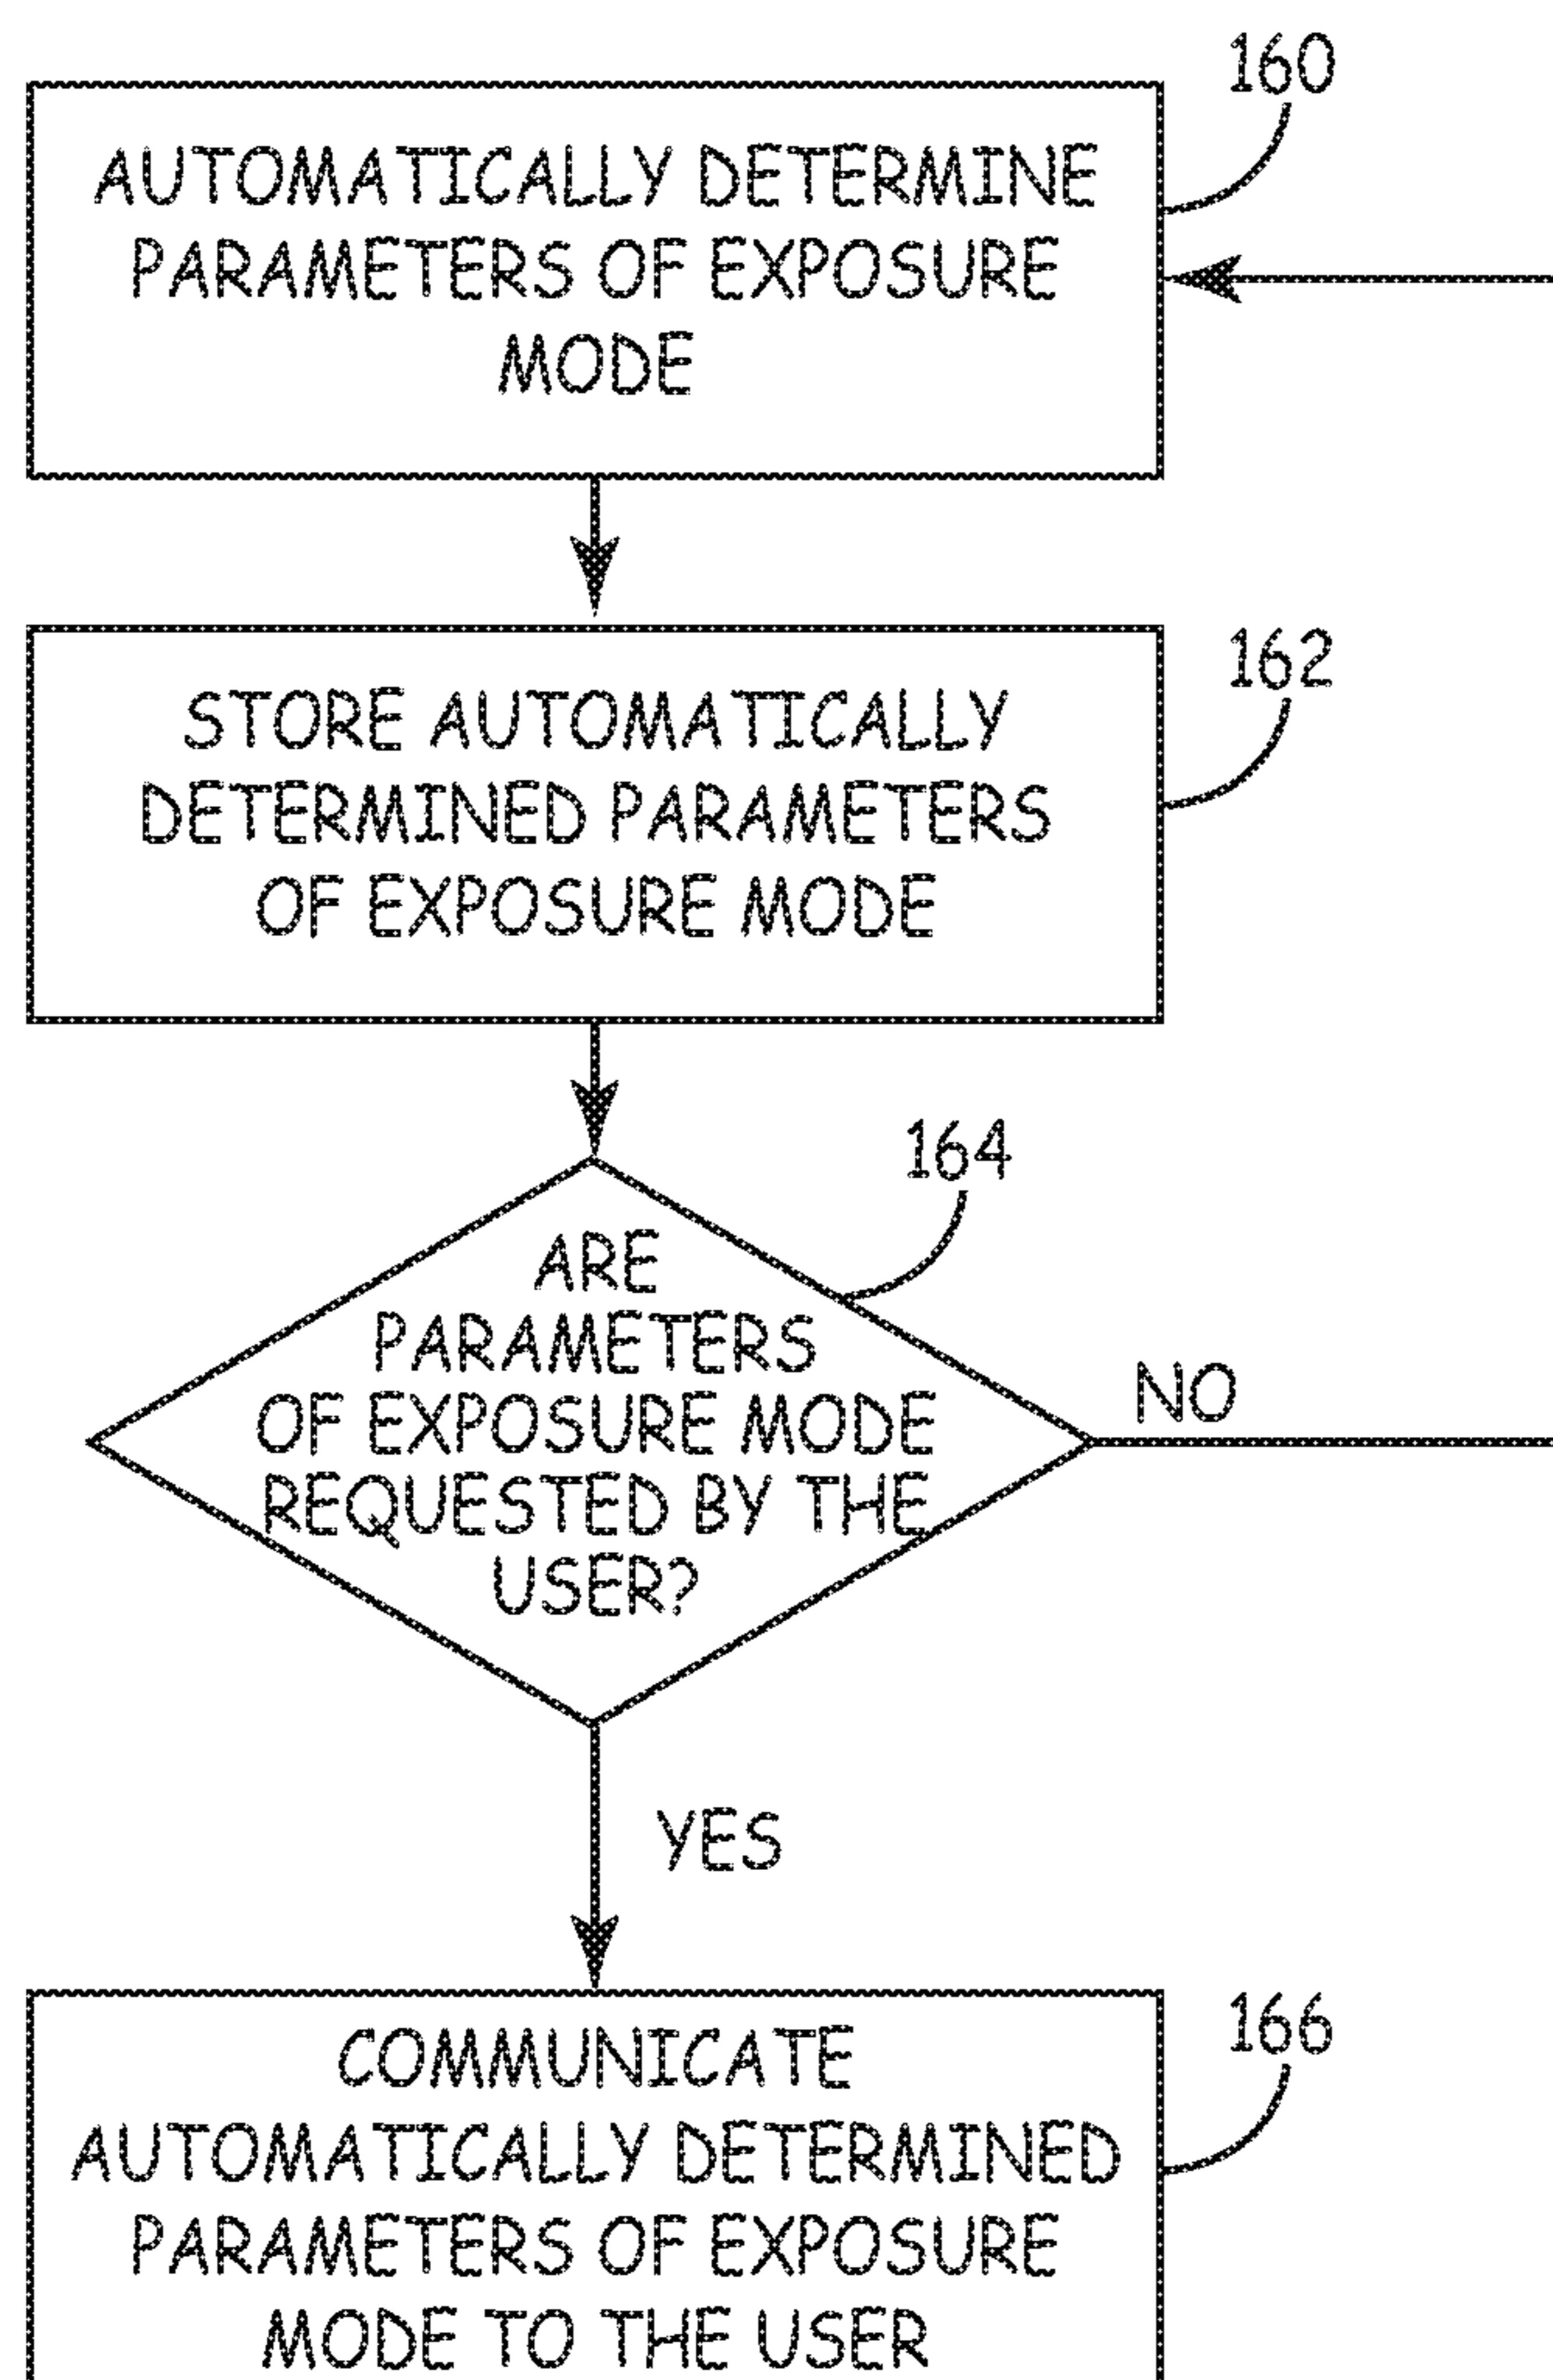 160
AUTOMATICALLY DETERMINE
PARAMETERS OF EXPOSURE
MODE
162
STORE AUTOMATICALLY
DETERMINED PARAMETERS
OF EXPOSURE MODE
164
ARE
PARAMETERS
OF EXPOSURE MODE
REQUESTED BY THE
USER?
NO
YES
166
COMMUNICATE
AUTOMATICALLY DETERMINED
PARAMETERS OF EXPOSURE
MODE TO THE USER